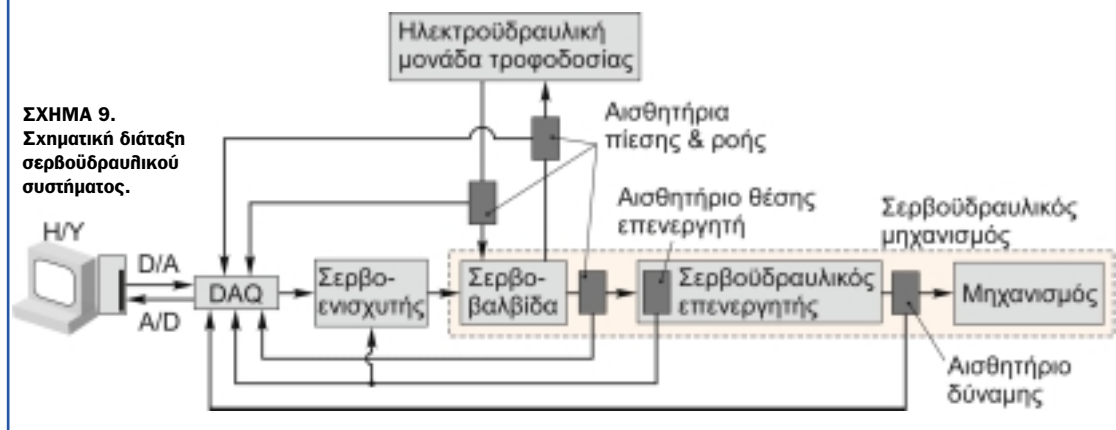 Ηλεκτροϋδραυλική
μονάδα τροφοδοσίας
ΣΧΗΜΑ 9.
Σχηματική διάταξη
σερβοϋδραυλικού
συστήματος.
Αισθητήρια
πίεσης & ροής
Αισθητήριο θέσης
επενεργητή
Σερβοϋδραυλικός
μηχανισμός
Η/Υ
D/A
A/D
DAQ
Σερβο-
ενισχυτής
Σερβο-
βαλβίδα
Σερβοϋδραυλικός
επενεργητής
Μηχανισμός
Αισθητήριο
δύναμης